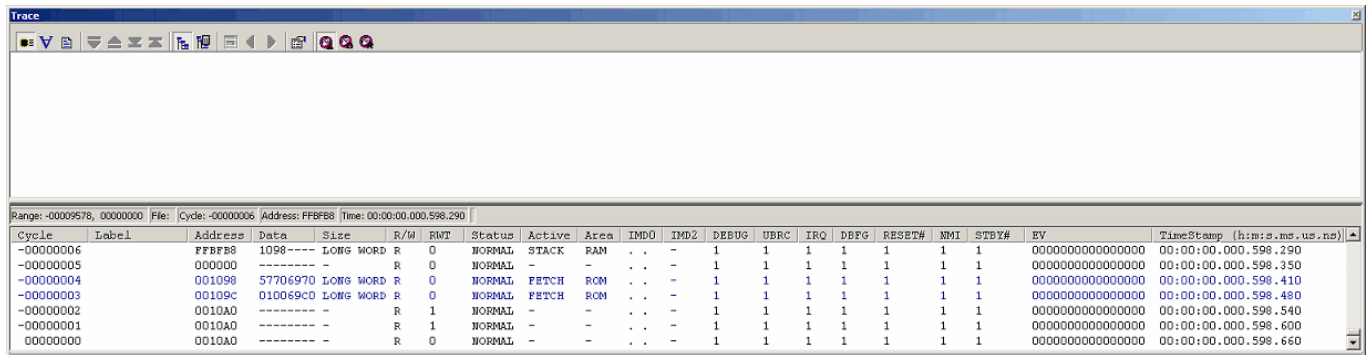 Trace
Range: -00009578, 00000000 File: Cycle: -00000006 Address: FFBFB8 Time: 00:00:00.000.598.290
Cycle Label Address Data Size R/W RWT Status Active Area IMD0 IMD2 DEBUG UBRC IRQ DBFG RESET# NMI STBY# EV TimeStamp (h:m:s.ms.us.ns)
-00000006 FFBFB8 1098---- LONG WORD R 0 NORMAL STACK RAM . . - 1 1 1 1 1 1 1 0000000000000000 00:00:00.000.598.290
-00000005 000000 -------- - R 0 NORMAL - - . . - 1 1 1 1 1 1 1 0000000000000000 00:00:00.000.598.350
-00000004 001098 57706970 LONG WORD R 0 NORMAL FETCH ROM . . - 1 1 1 1 1 1 1 0000000000000000 00:00:00.000.598.410
-00000003 00109C 010069C0 LONG WORD R 0 NORMAL FETCH ROM . . - 1 1 1 1 1 1 1 0000000000000000 00:00:00.000.598.480
-00000002 0010A0 -------- - R 1 NORMAL - - . . - 1 1 1 1 1 1 1 0000000000000000 00:00:00.000.598.540
-00000001 0010A0 -------- - R 1 NORMAL - - . . - 1 1 1 1 1 1 1 0000000000000000 00:00:00.000.598.600
00000000 0010A0 -------- - R 0 NORMAL - - . . - 1 1 1 1 1 1 1 0000000000000000 00:00:00.000.598.660